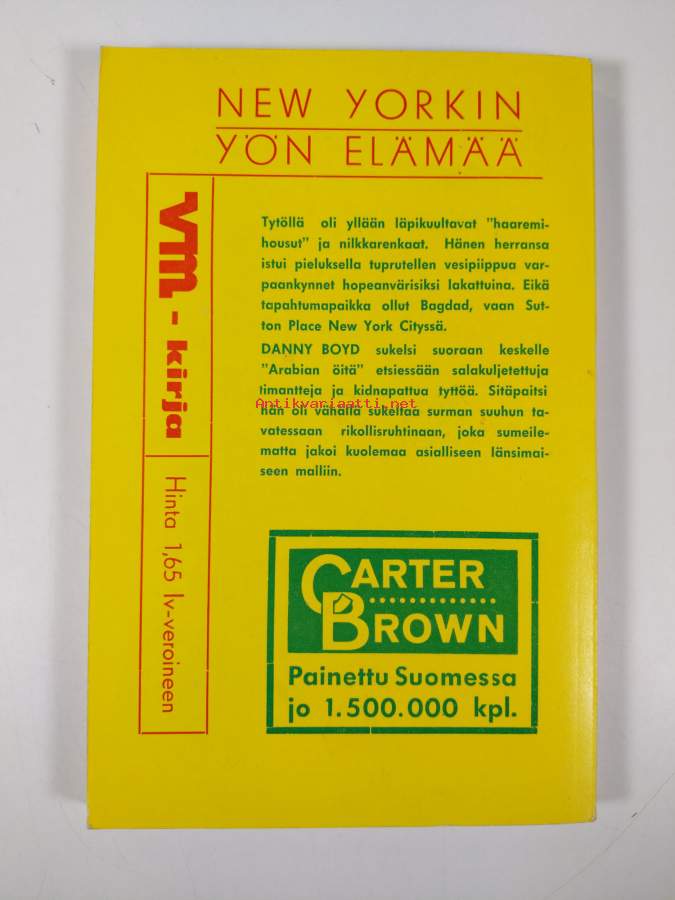 NEW YORKIN
YÖN ELÄMÄÄ
Vm - kirja
Hinta 1,65 lv-veroineen
Tytöllä oli yllään läpikuultavat "haaremi-
housut" ja nilkkarenkaat. Hänen herransa
istui pieluksella tuprutellen vesipiippua var-
paankynnet hopeanvärisiksi lakattuina. Eikä
tapahtumapaikka ollut Bagdad, vaan Sut-
ton Place New York Cityssä.
DANNY BOYD sukelsi suoraan keskelle
"Arabian öitä" etsiessään salakuljetettuja
timantteja ja kidnapattua tyttöä. Sitäpaitsi
Antikvariaatti.net
hän oli vähällä sukeltaa surman suuhun ta-
vatessaan rikollisruhtinaan, joka sumeile-
matta jakoi kuolemaa asialliseen länsimai-
seen malliin.
CARTER
BROWN
Painettu Suomessa
jo 1.500.000 kpl.